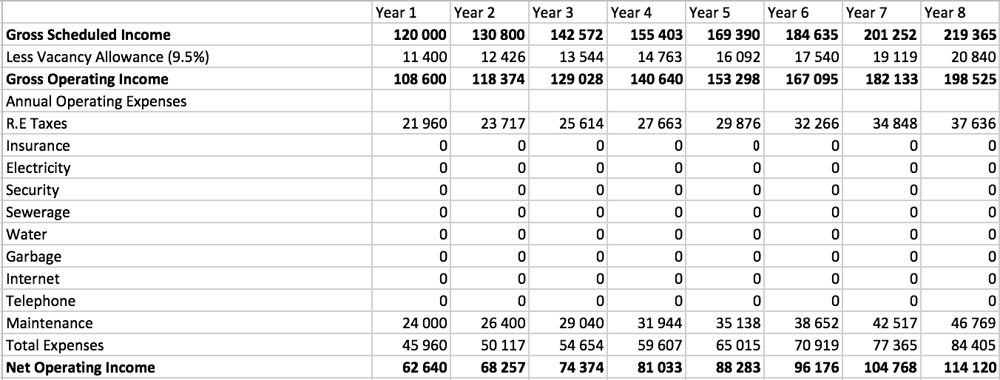 Year 1 Year 2 Year 3 Year 4 Year 5 Year 6 Year 7 Year 8
Gross Scheduled Income 120 000 130 800 142 572 155 403 169 390 184 635 201 252 219 365
Less Vacancy Allowance (9.5%) 11 400 12 426 13 544 14 763 16 092 17 540 19 119 20 840
Gross Operating Income 108 600 118 374 129 028 140 640 153 298 167 095 182 133 198 525
Annual Operating Expenses
R.E Taxes 21 960 23 717 25 614 27 663 29 876 32 266 34 848 37 636
Insurance 0 0 0 0 0 0 0 0
Electricity 0 0 0 0 0 0 0 0
Security 0 0 0 0 0 0 0 0
Sewerage 0 0 0 0 0 0 0 0
Water 0 0 0 0 0 0 0 0
Garbage 0 0 0 0 0 0 0 0
Internet 0 0 0 0 0 0 0 0
Telephone 0 0 0 0 0 0 0 0
Maintenance 24 000 26 400 29 040 31 944 35 138 38 652 42 517 46 769
Total Expenses 45 960 50 117 54 654 59 607 65 015 70 919 77 365 84 405
Net Operating Income 62 640 68 257 74 374 81 033 88 283 96 176 104 768 114 120